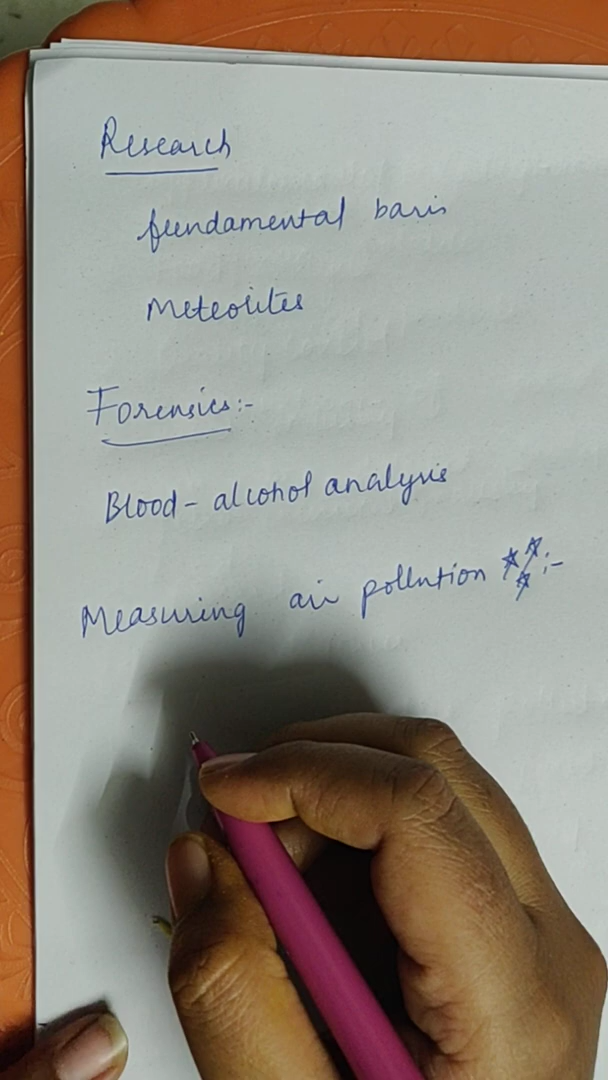 Research
fundamental basis
Meteorites
Forensics:-
Blood - alcohol analysis
Measuring air pollution ☆☆☆:-